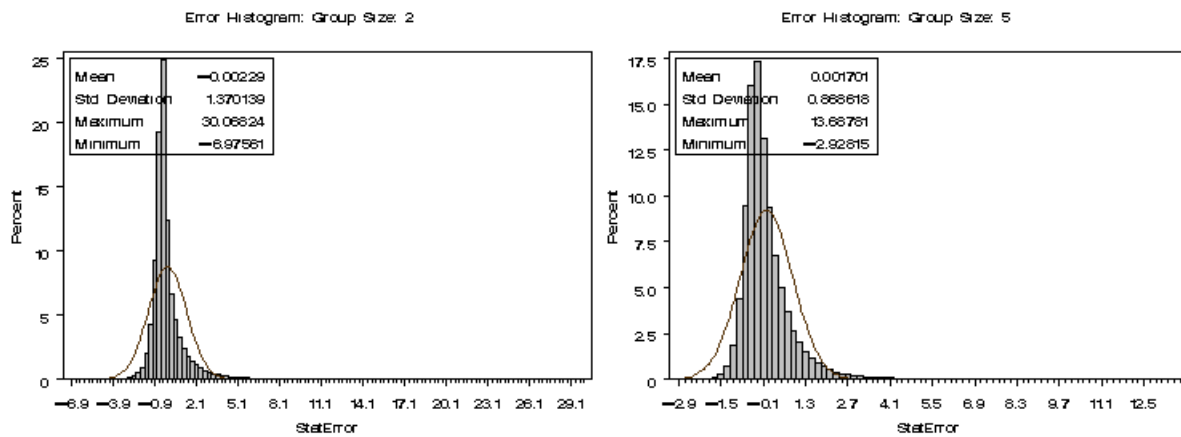 Error Histogram: Group Size: 2
25
20
15
10
5
0
Percent
Mean −0.00229
Std Deviation 1.370139
Maximum 30.06824
Minimum −6.97561
−6.9 −3.9 −0.9 2.1 5.1 8.1 11.1 14.1 17.1 20.1 23.1 26.1 29.1
StatError
Error Histogram: Group Size: 5
17.5
15.0
12.5
10.0
7.5
5.0
2.5
0
Percent
Mean 0.001701
Std Deviation 0.868618
Maximum 13.68781
Minimum −2.92815
−2.9 −1.5 −0.1 1.3 2.7 4.1 5.5 6.9 8.3 9.7 11.1 12.5
StatError